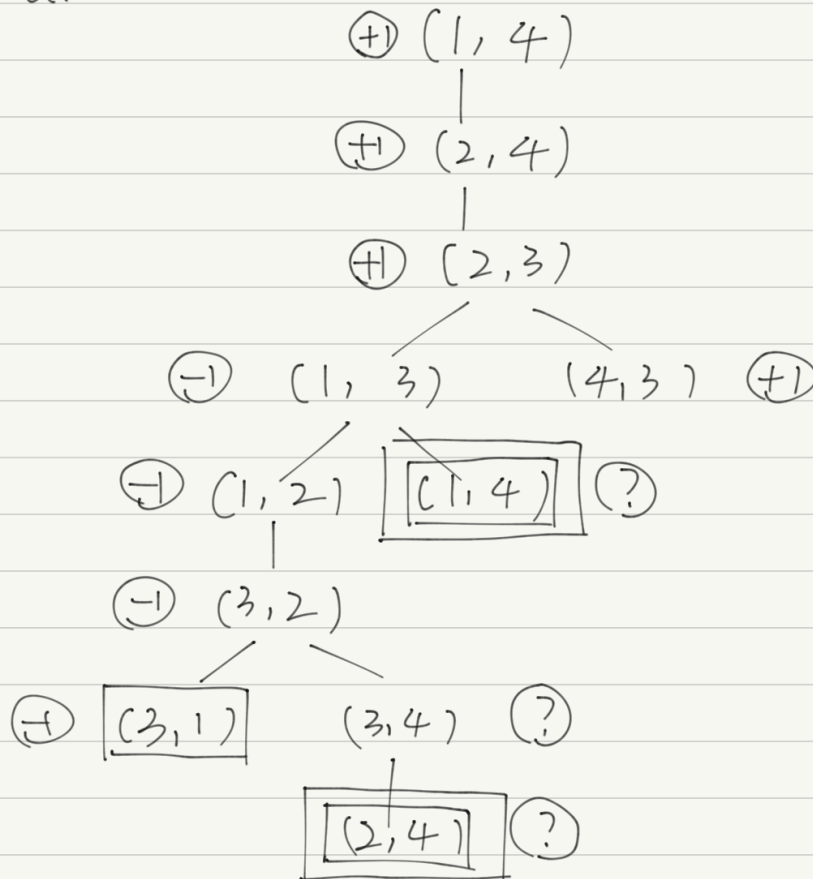 +1 (1, 4)
+1 (2, 4)
+1 (2, 3)
-1 (1, 3) (4, 3) +1
-1 (1, 2) (1, 4) ?
-1 (3, 2)
-1 (3, 1) (3, 4) ?
(2, 4) ?